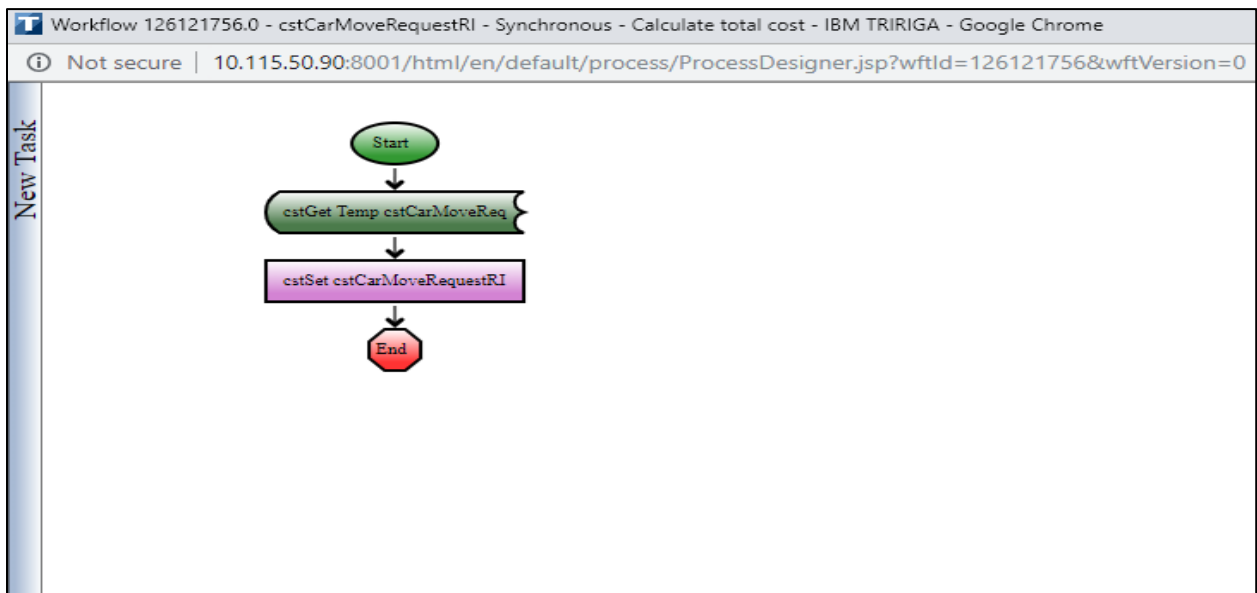 Workflow 126121756.0 - cstCarMoveRequestRI - Synchronous - Calculate total cost - IBM TRIRIGA - Google Chrome
Not secure | 10.115.50.90:8001/html/en/default/process/ProcessDesigner.jsp?wftId=126121756&wftVersion=0
New Task
Start
cstGet Temp cstCarMoveReq
cstSet cstCarMoveRequestRI
End